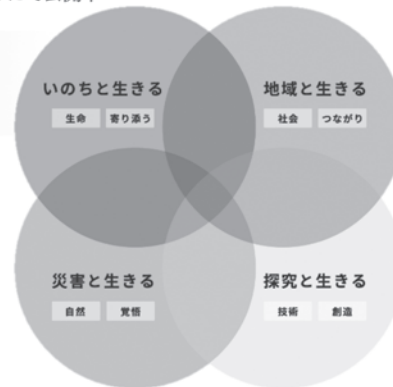 いのちと生きる
生命 寄り添う
地域と生きる
社会 つながり
災害と生きる
自然 覚悟
探究と生きる
技術 創造